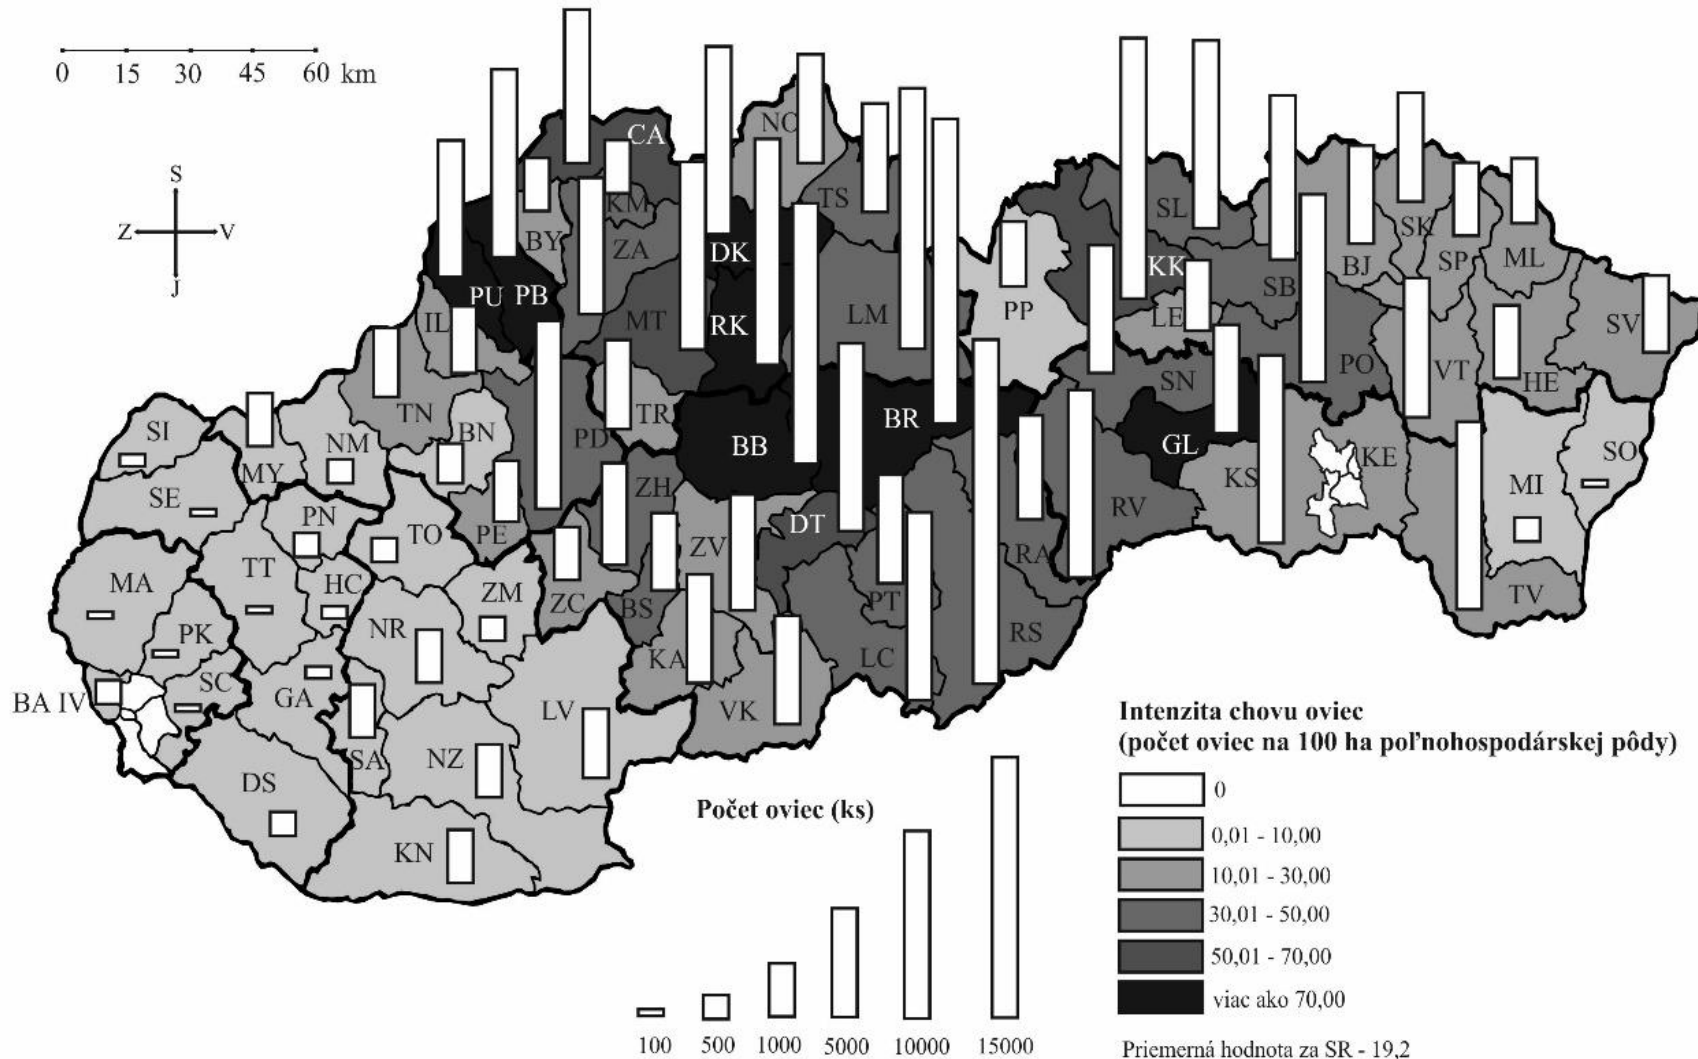 0 15 30 45 60 km
S
Z V
J
CA
NO
KM
TS
SL
SK
BY
ZA
DK
KK
SB
BJ
SP
ML
PU
PB
IL
MT
RK
LM
PP
LE
SV
TN
TR
SN
PO
VT
HE
SI
MY
NM
BN
PD
BB
BR
GL
KS
KE
MI
SO
SE
PN
TO
PE
ZH
ZV
DT
RA
RV
MA
TT
HC
ZM
ZC
BS
PT
TV
PK
NR
KA
LC
RS
BA IV
SC
GA
SA
LV
VK
DS
NZ
KN
Intenzita chovu oviec
(počet oviec na 100 ha poľnohospodárskej pôdy)
0
0,01 - 10,00
10,01 - 30,00
30,01 - 50,00
50,01 - 70,00
viac ako 70,00
Priemerná hodnota za SR - 19,2
Počet oviec (ks)
100 500 1000 5000 10000 15000